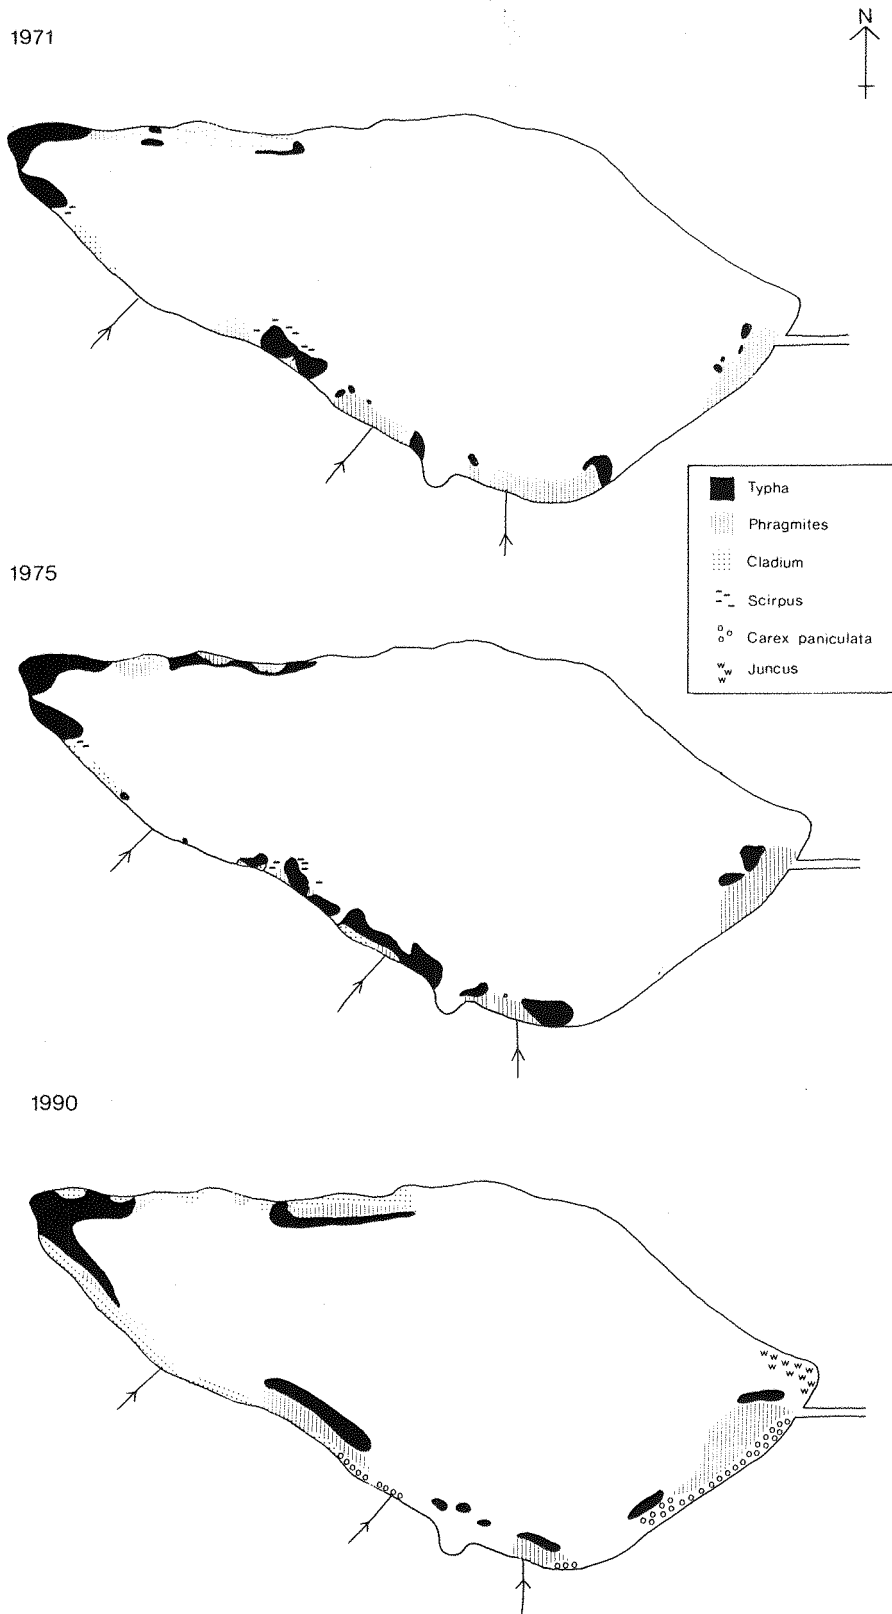 1971
N
Typha
Phragmites
Cladium
Scirpus
Carex paniculata
Juncus
1975
1990